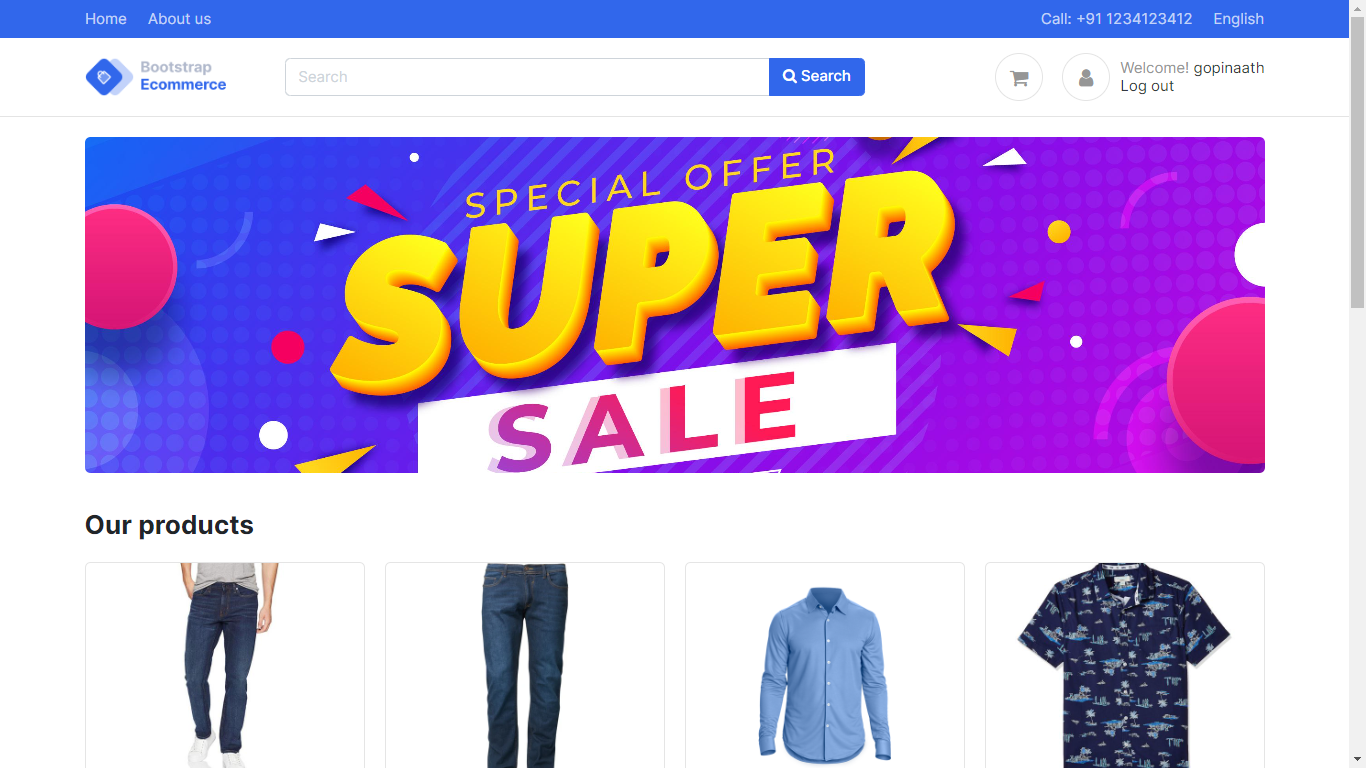 Home About us Call: +91 1234123412 English
Bootstrap
Ecommerce
Search
Search
Welcome! gopinaath
Log out
SPECIAL OFFER
SUPER
SALE
Our products